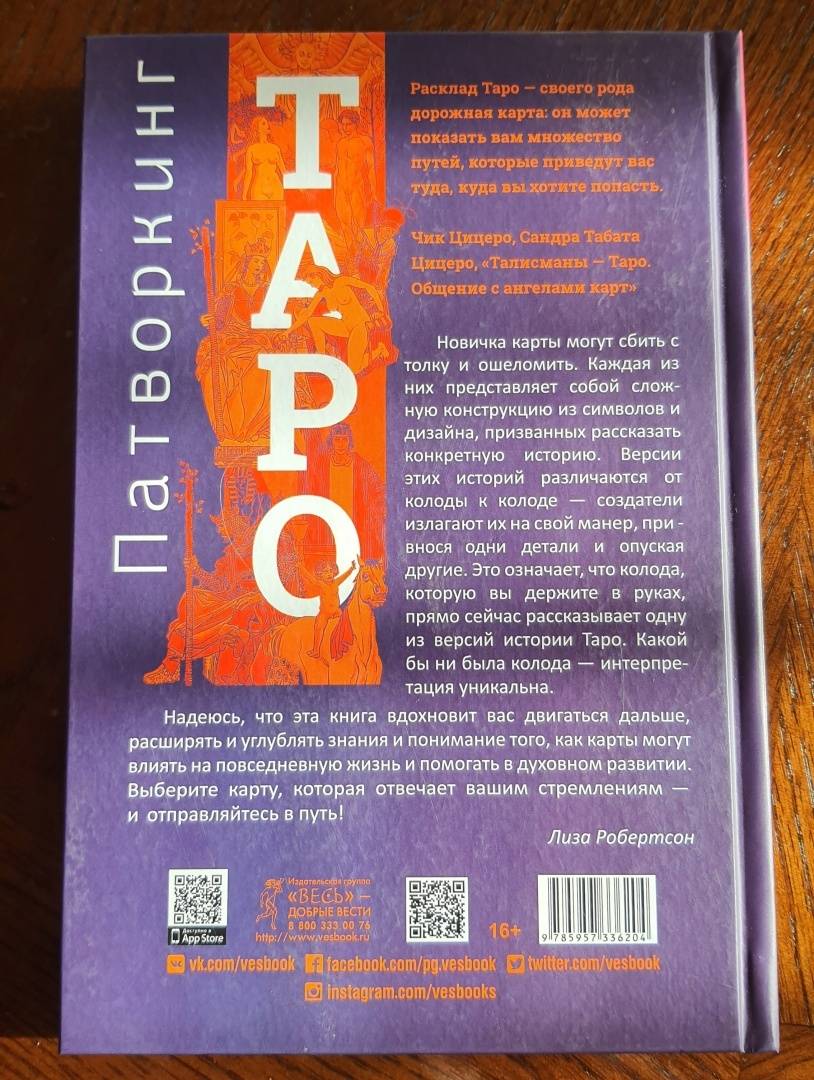 Патворкинг
ТАРО
Расклад Таро — своего рода
дорожная карта: он может
показать вам множество
путей, которые приведут вас
туда, куда вы хотите попасть.
Чик Цицеро, Сандра Табата
Цицеро, «Талисманы — Таро.
Общение с ангелами карт»
Новичка карты могут сбить с
толку и ошеломить. Каждая из
них представляет собой слож-
ную конструкцию из символов и
дизайна, призванных рассказать
конкретную историю. Версии
этих историй различаются от
колоды к колоде — создатели
излагают их на свой манер, при-
внося одни детали и опуская
другие. Это означает, что колода,
которую вы держите в руках,
прямо сейчас рассказывает одну
из версий истории Таро. Какой
бы ни была колода — интерпре-
тация уникальна.
Надеюсь, что эта книга вдохновит вас двигаться дальше,
расширять и углублять знания и понимание того, как карты могут
влиять на повседневную жизнь и помогать в духовном развитии.
Выберите карту, которая отвечает вашим стремлениям —
и отправляйтесь в путь!
Лиза Робертсон
Доступно в
App Store
Издательская группа
«ВЕСЬ» —
ДОБРЫЕ ВЕСТИ
8 800 333 00 76
http://www.vesbook.ru
16+
9 785957 336204
vk.com/vesbook facebook.com/pg.vesbook twitter.com/vesbook
instagram.com/vesbooks